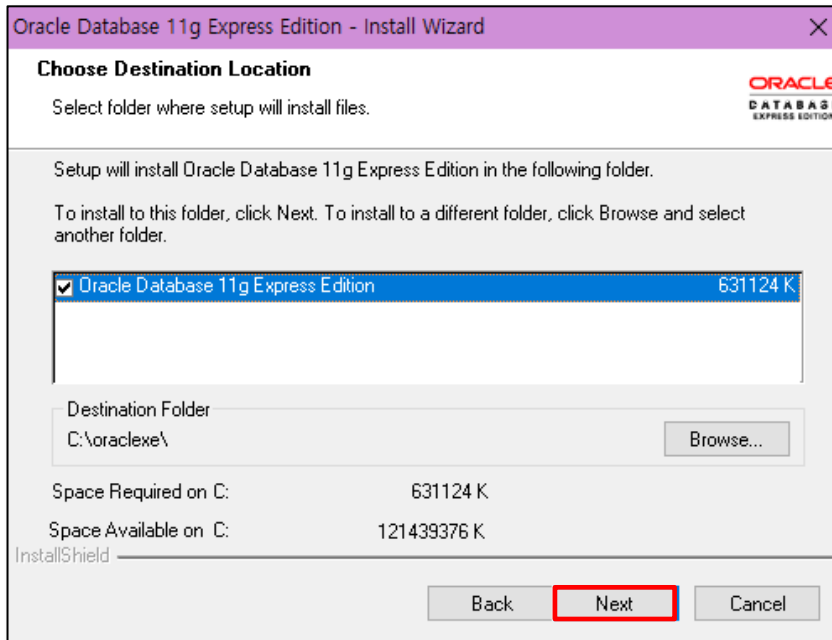 Oracle Database 11g Express Edition - Install Wizard
Choose Destination Location
Select folder where setup will install files.
ORACLE
DATABASE
EXPRESS EDITION
Setup will install Oracle Database 11g Express Edition in the following folder.
To install to this folder, click Next. To install to a different folder, click Browse and select
another folder.
Oracle Database 11g Express Edition 631124 K
Destination Folder
C:\oraclexe\ Browse...
Space Required on C: 631124 K
Space Available on C: 121439376 K
InstallShield
Back Next Cancel